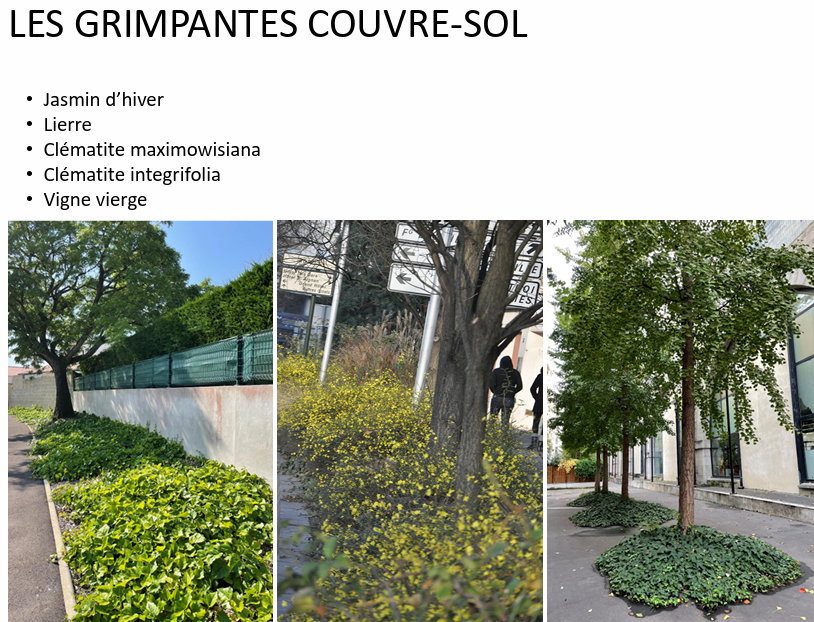 LES GRIMPANTES COUVRE-SOL
• Jasmin d’hiver
• Lierre
• Clématite maximowisiana
• Clématite integrifolia
• Vigne vierge